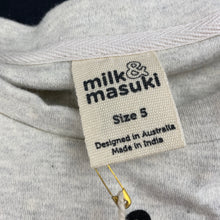 milk&
masuki
Size 5
Designed in Australia
Made in India